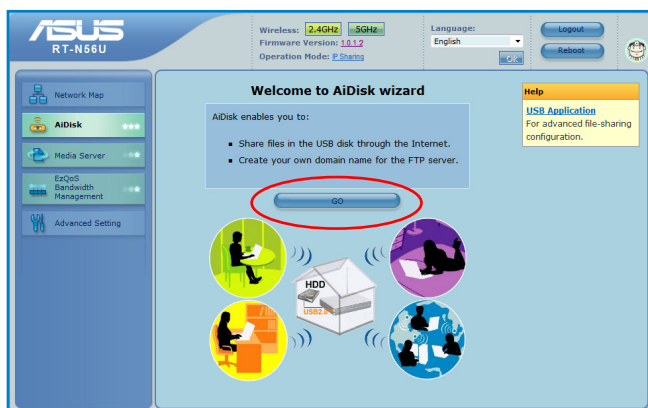 ASUS
RT-N56U
Wireless: 2.4GHz 5GHz
Firmware Version: 1.0.1.2
Operation Mode: IP Sharing
Language:
English
OK
Logout
Reboot
Network Map
AiDisk
Media Server
EzQoS
Bandwidth
Management
Advanced Setting
Welcome to AiDisk wizard
AiDisk enables you to:
Share files in the USB disk through the Internet.
Create your own domain name for the FTP server.
GO
HDD
USB2.0
Help
USB Application
For advanced file-sharing
configuration.